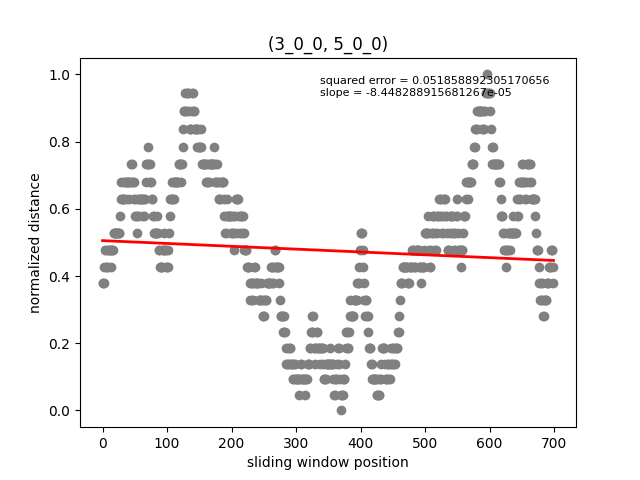 (3_0_0, 5_0_0)
squared error = 0.051858892305170656
slope = -8.448288915681267e-05
normalized distance
1.0
0.8
0.6
0.4
0.2
0.0
0 100 200 300 400 500 600 700
sliding window position